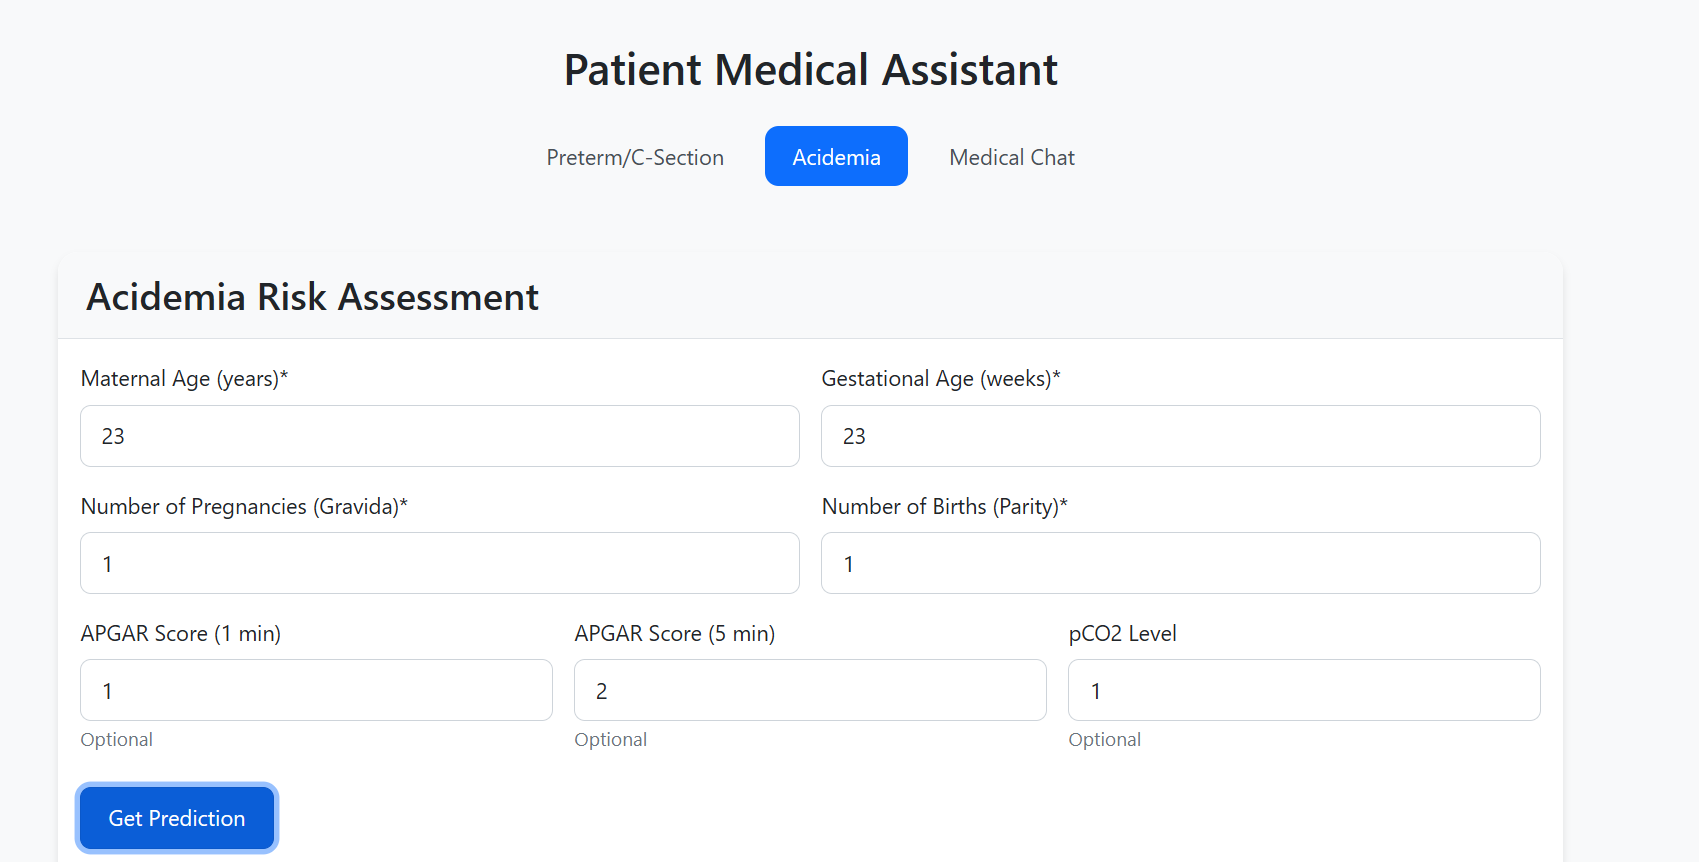 Patient Medical Assistant
Preterm/C-Section Acidemia Medical Chat
Acidemia Risk Assessment
Maternal Age (years)* Gestational Age (weeks)*
23 23
Number of Pregnancies (Gravida)* Number of Births (Parity)*
1 1
APGAR Score (1 min) APGAR Score (5 min) pCO2 Level
1 2 1
Optional Optional Optional
Get Prediction